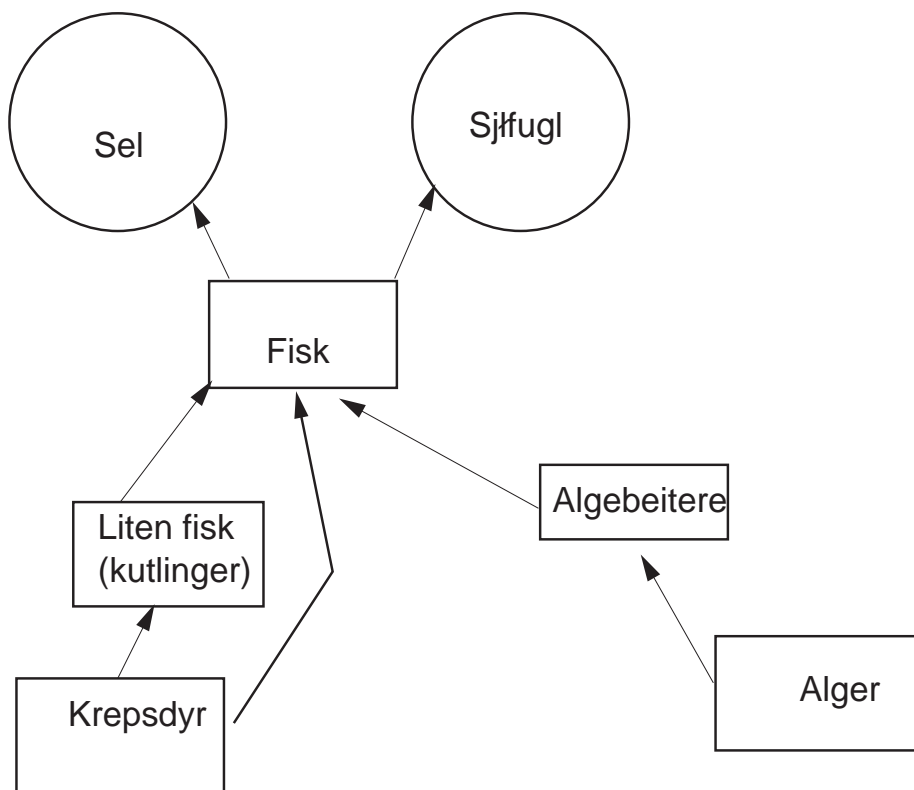 Sel
Sjłfugl
Fisk
Algebeitere
Liten fisk
(kutlinger)
Alger
Krepsdyr